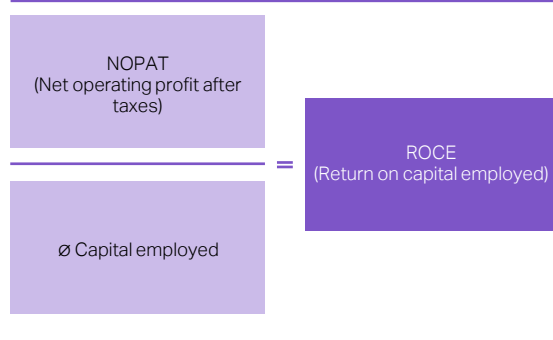 NOPAT
(Net operating profit after
taxes)
=
ROCE
(Return on capital employed)
ø Capital employed